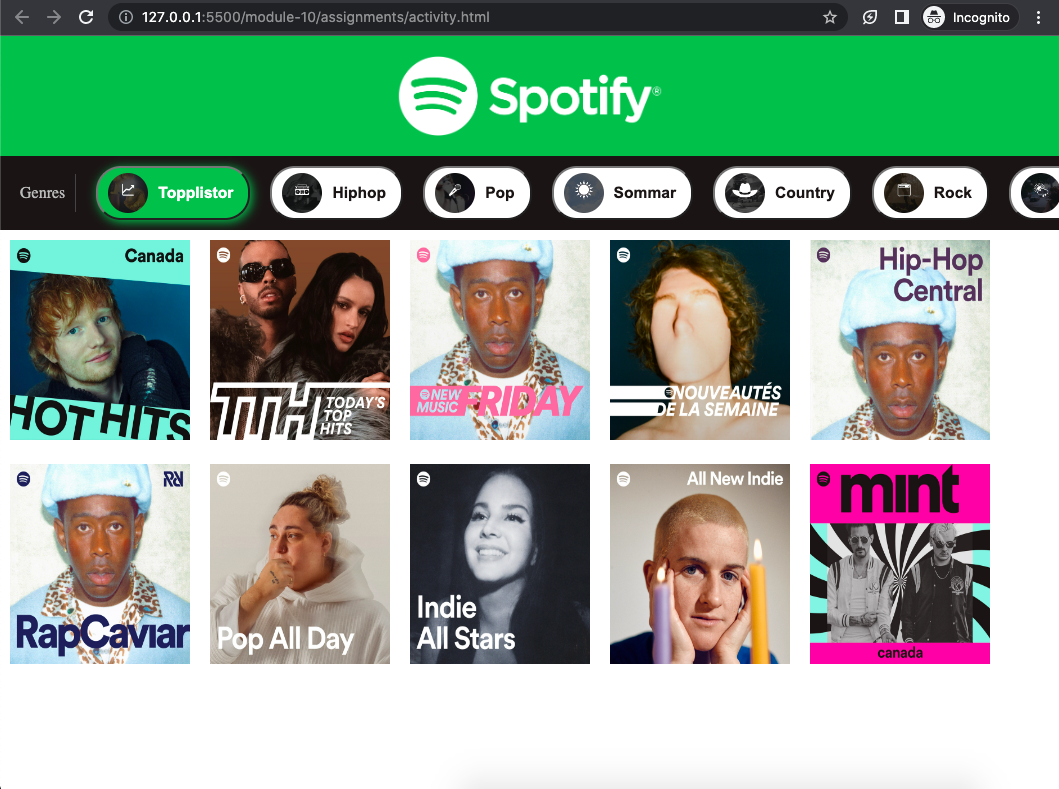 127.0.0.1:5500/module-10/assignments/activity.html
Incognito
Spotify®
Genres
Topplistor
Hiphop
Pop
Sommar
Country
Rock
Canada
HOT HITS
TTH TODAY'S
TOP
HITS
NEW
MUSIC FRIDAY
NOUVEAUTÉS
DE LA SEMAINE
Hip-Hop
Central
RapCaviar
Pop All Day
Indie
All Stars
All New Indie
mint
canada